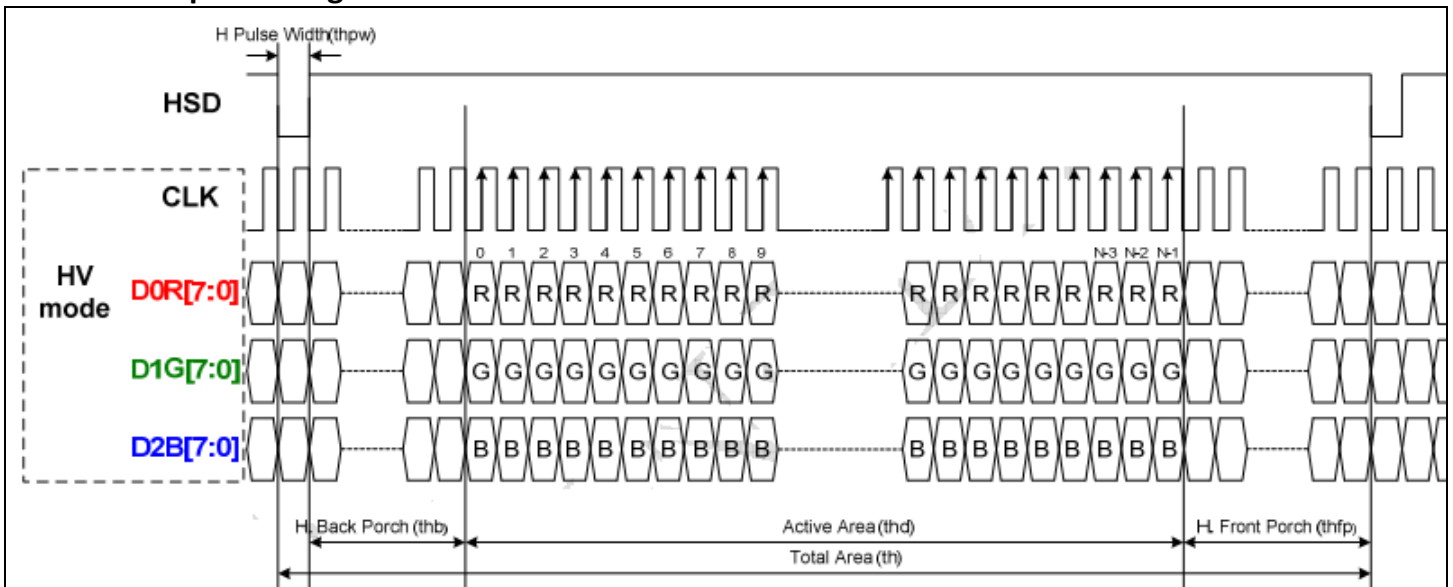 H Pulse Width(thpw)
HSD
CLK
0 1 2 3 4 5 6 7 8 9 N-3 N-2 N-1
HV
mode
D0R[7:0] R R R R R R R R R R R R R R R R R R R
D1G[7:0] G G G G G G G G G G G G G G G G G G G
D2B[7:0] B B B B B B B B B B B B B B B B B B B
H. Back Porch (thb) Active Area (thd) H. Front Porch (thfp)
Total Area (th)